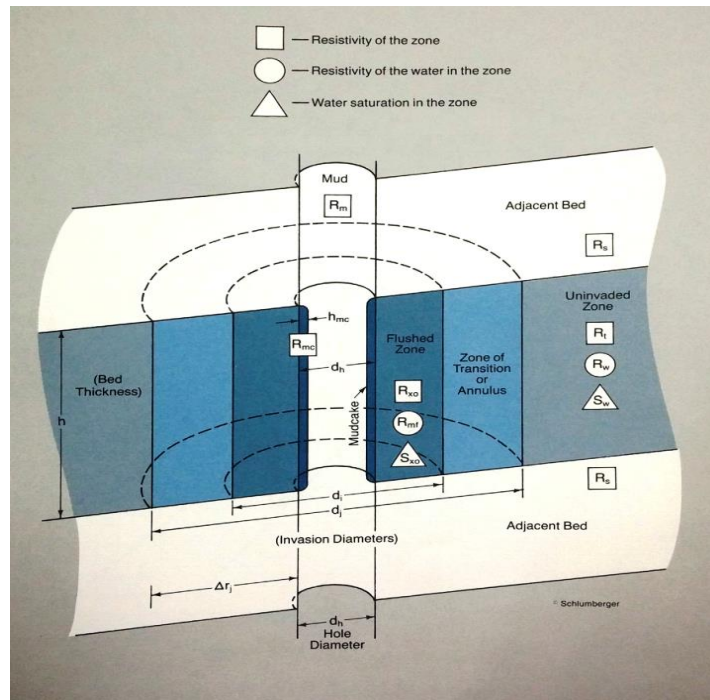 — Resistivity of the zone
— Resistivity of the water in the zone
— Water saturation in the zone
Mud
Rm
Adjacent Bed
Rs
Uninvaded
Zone
Rt
Rw
Sw
hmc
Rmc
dh
Flushed
Zone
Rxo
Rmf
Sxo
Zone of
Transition
or
Annulus
(Bed
Thickness)
h
Mudcake
Rs
di
dj
(Invasion Diameters)
Adjacent Bed
Δrj
© Schlumberger
dh
Hole
Diameter